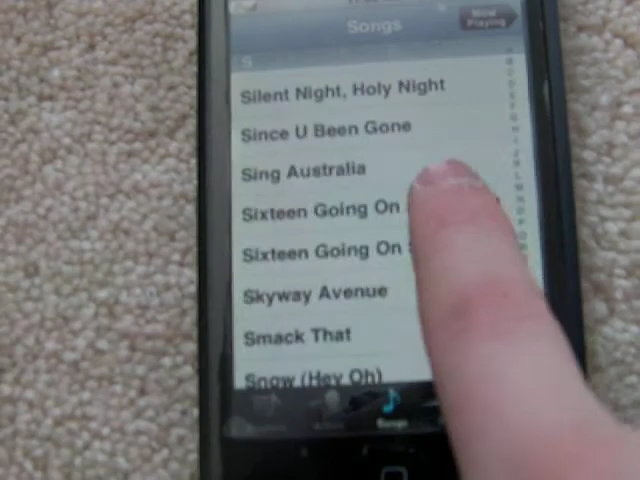 Songs
Now Playing
S
Silent Night, Holy Night
Since U Been Gone
Sing Australia
Sixteen Going On
Sixteen Going On
Skyway Avenue
Smack That
Snow (Hey Oh)
Songs